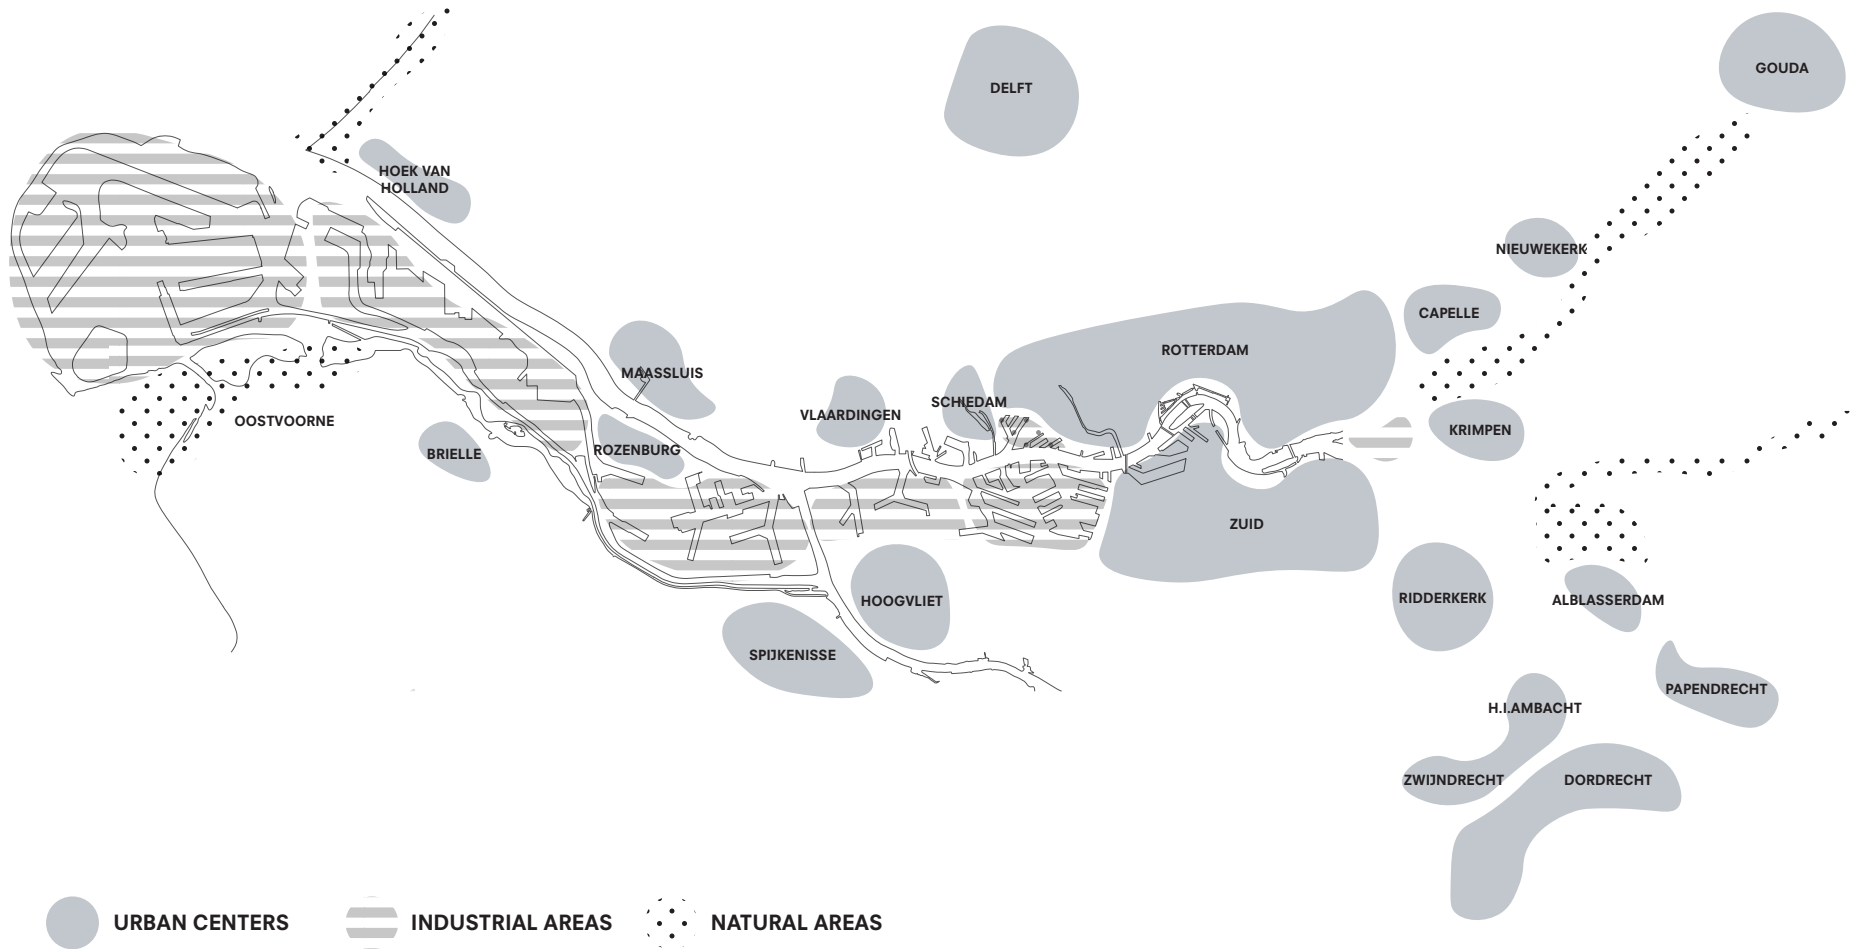 GOUDA
DELFT
HOEK VAN
HOLLAND
NIEUWEKERK
CAPELLE
ROTTERDAM
MAASSLUIS
SCHIEDAM
VLAARDINGEN
OOSTVOORNE
KRIMPEN
ROZENBURG
BRIELLE
ZUID
RIDDERKERK
ALBLASSERDAM
HOOGVLIET
SPIJKENISSE
PAPENDRECHT
H.I.AMBACHT
ZWIJNDRECHT
DORDRECHT
URBAN CENTERS
INDUSTRIAL AREAS
NATURAL AREAS